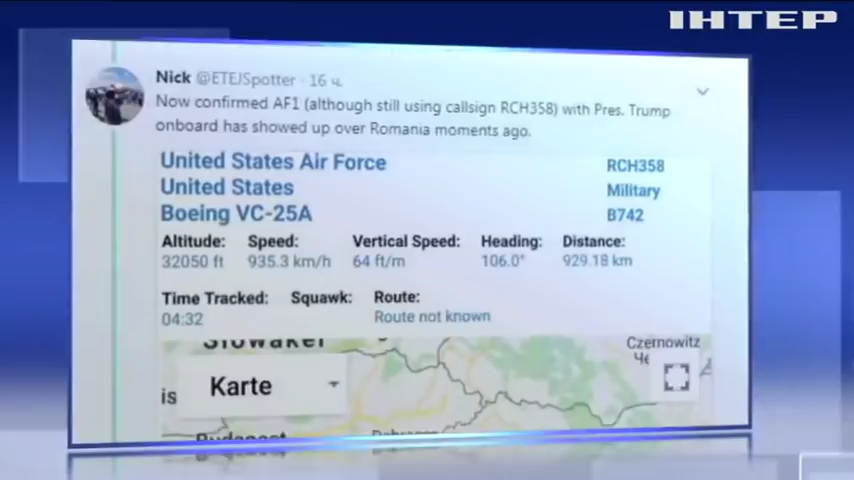 ІНТЕР
Nick @ETEJSpotter · 16 ч.
Now confirmed AF1 (although still using callsign RCH358) with Pres. Trump
onboard has showed up over Romania moments ago.
United States Air Force RCH358
United States Military
Boeing VC-25A B742
Altitude: Speed: Vertical Speed: Heading: Distance:
32050 ft 935.3 km/h 64 ft/m 106.0° 929.18 km
Time Tracked: Squawk: Route:
04:32 Route not known
Slowakei
Czernowitz
Karte
Budapest